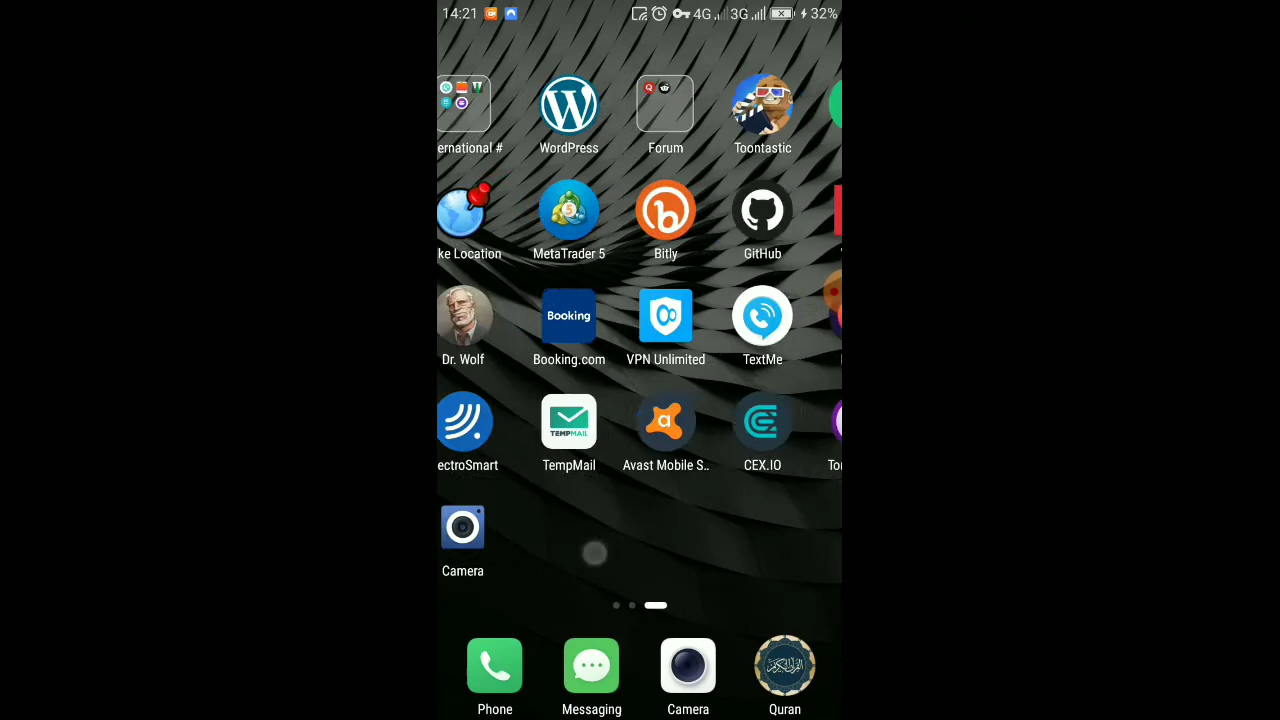 14:21 4G 3G 32%
ernational # WordPress Forum Toontastic
ke Location MetaTrader 5 Bitly GitHub
Booking
Dr. Wolf Booking.com VPN Unlimited TextMe
TEMPMAIL
ectroSmart TempMail Avast Mobile S.. CEX.IO Tor
Camera
Phone Messaging Camera Quran